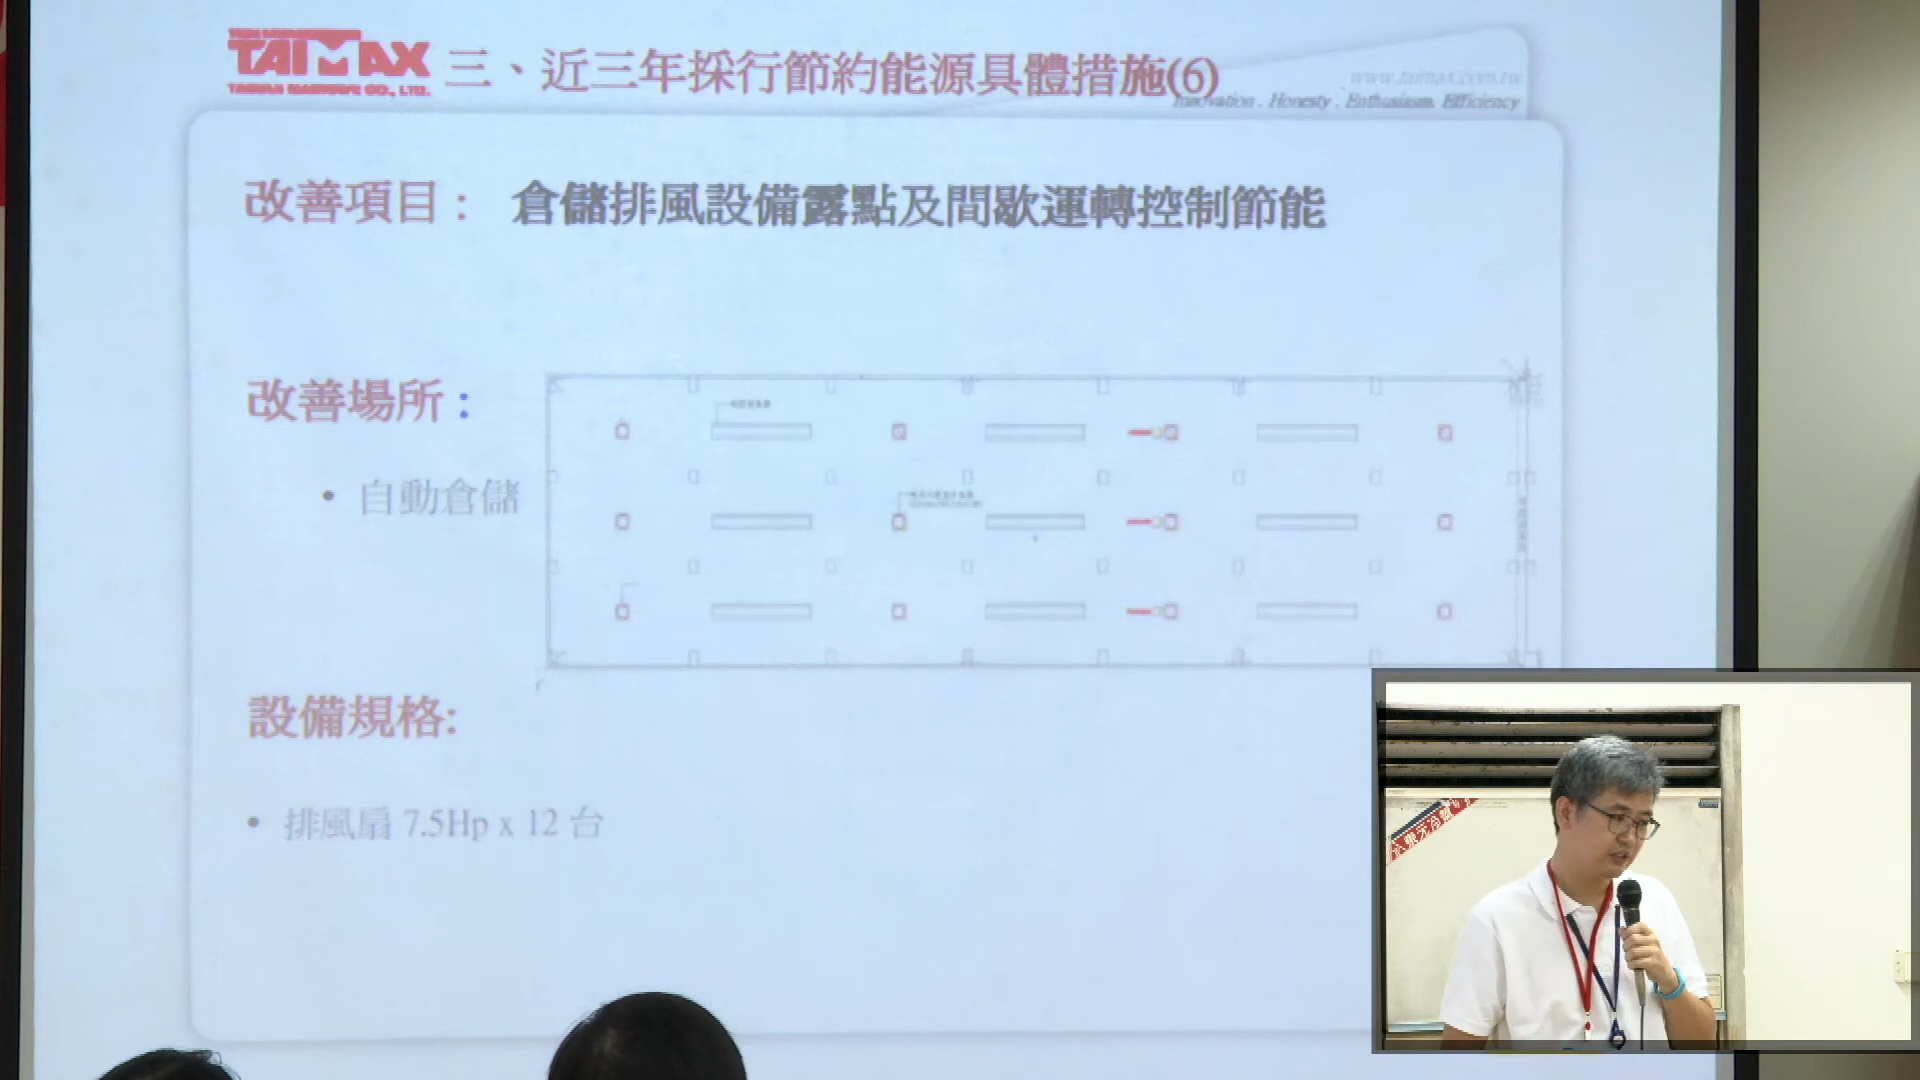 TAIMAX
三、近三年採行節約能源具體措施(6)
www.taimax.com.tw
Innovation . Honesty . Enthusiasm. Efficiency
改善項目： 倉儲排風設備露點及間歇運轉控制節能
改善場所：
• 自動倉儲
設備規格:
• 排風扇 7.5Hp x 12 台